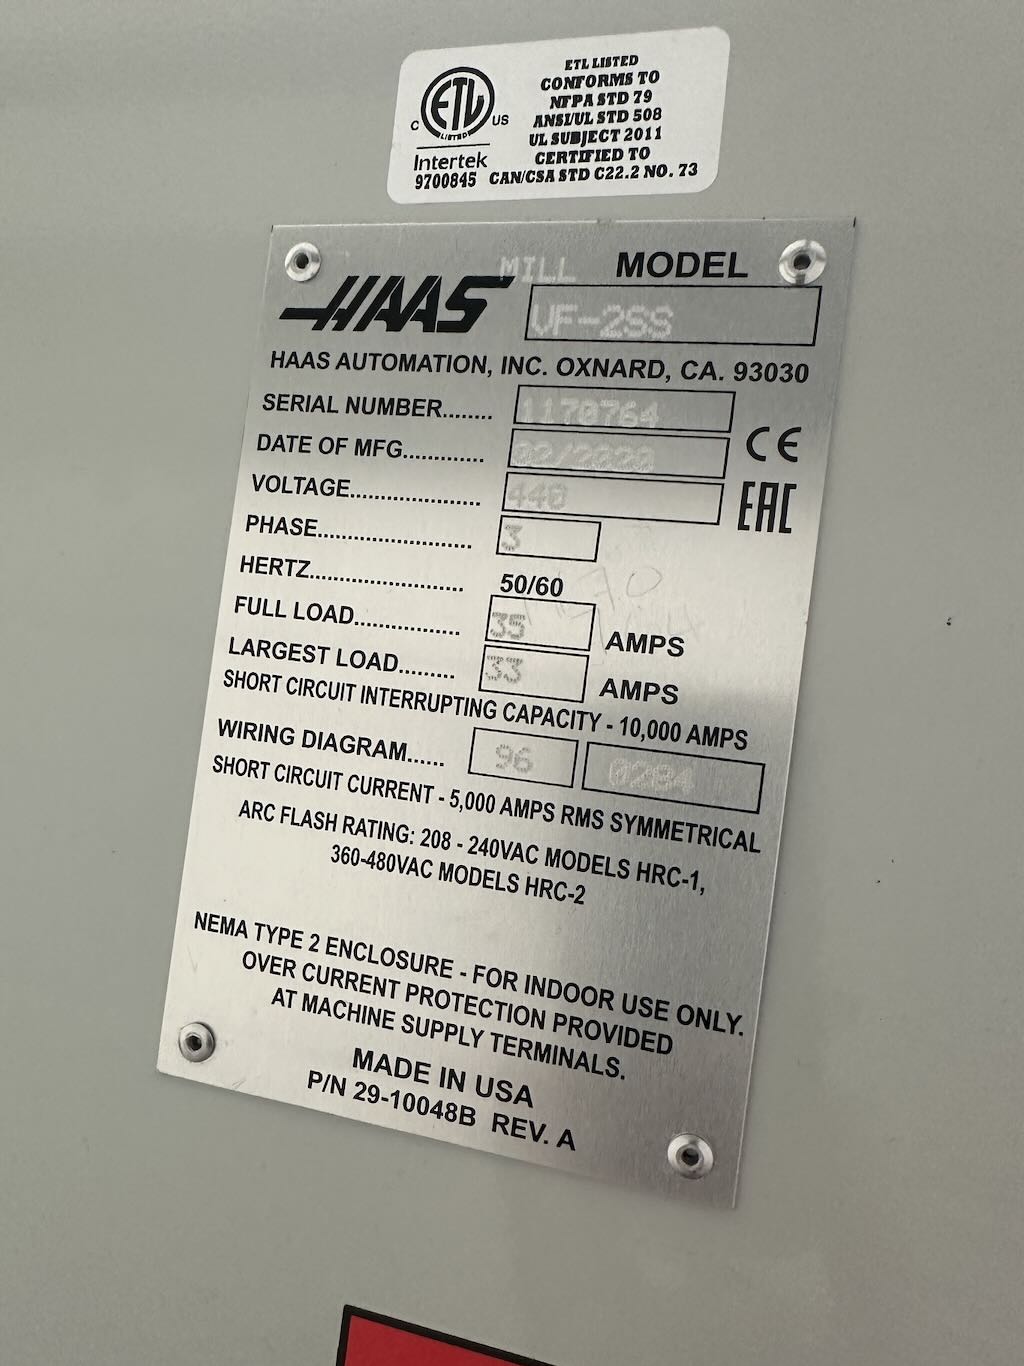 ETL LISTED
CONFORMS TO
NFPA STD 79
ANSI/UL STD 508
UL SUBJECT 2011
CERTIFIED TO
CAN/CSA STD C22.2 NO. 73
C ETL US
LISTED
Intertek
9700845
MILL MODEL
HAAS VF-2SS
HAAS AUTOMATION, INC. OXNARD, CA. 93030
SERIAL NUMBER........ 1170764
DATE OF MFG............. 02/2020
CE
VOLTAGE..................... 440
EAC
PHASE......................... 3
HERTZ......................... 50/60
FULL LOAD................. 35 AMPS
LARGEST LOAD......... 33 AMPS
SHORT CIRCUIT INTERRUPTING CAPACITY - 10,000 AMPS
WIRING DIAGRAM...... 96 0284
SHORT CIRCUIT CURRENT - 5,000 AMPS RMS SYMMETRICAL
ARC FLASH RATING: 208 - 240VAC MODELS HRC-1,
360-480VAC MODELS HRC-2
NEMA TYPE 2 ENCLOSURE - FOR INDOOR USE ONLY.
OVER CURRENT PROTECTION PROVIDED
AT MACHINE SUPPLY TERMINALS.
MADE IN USA
P/N 29-10048B REV. A